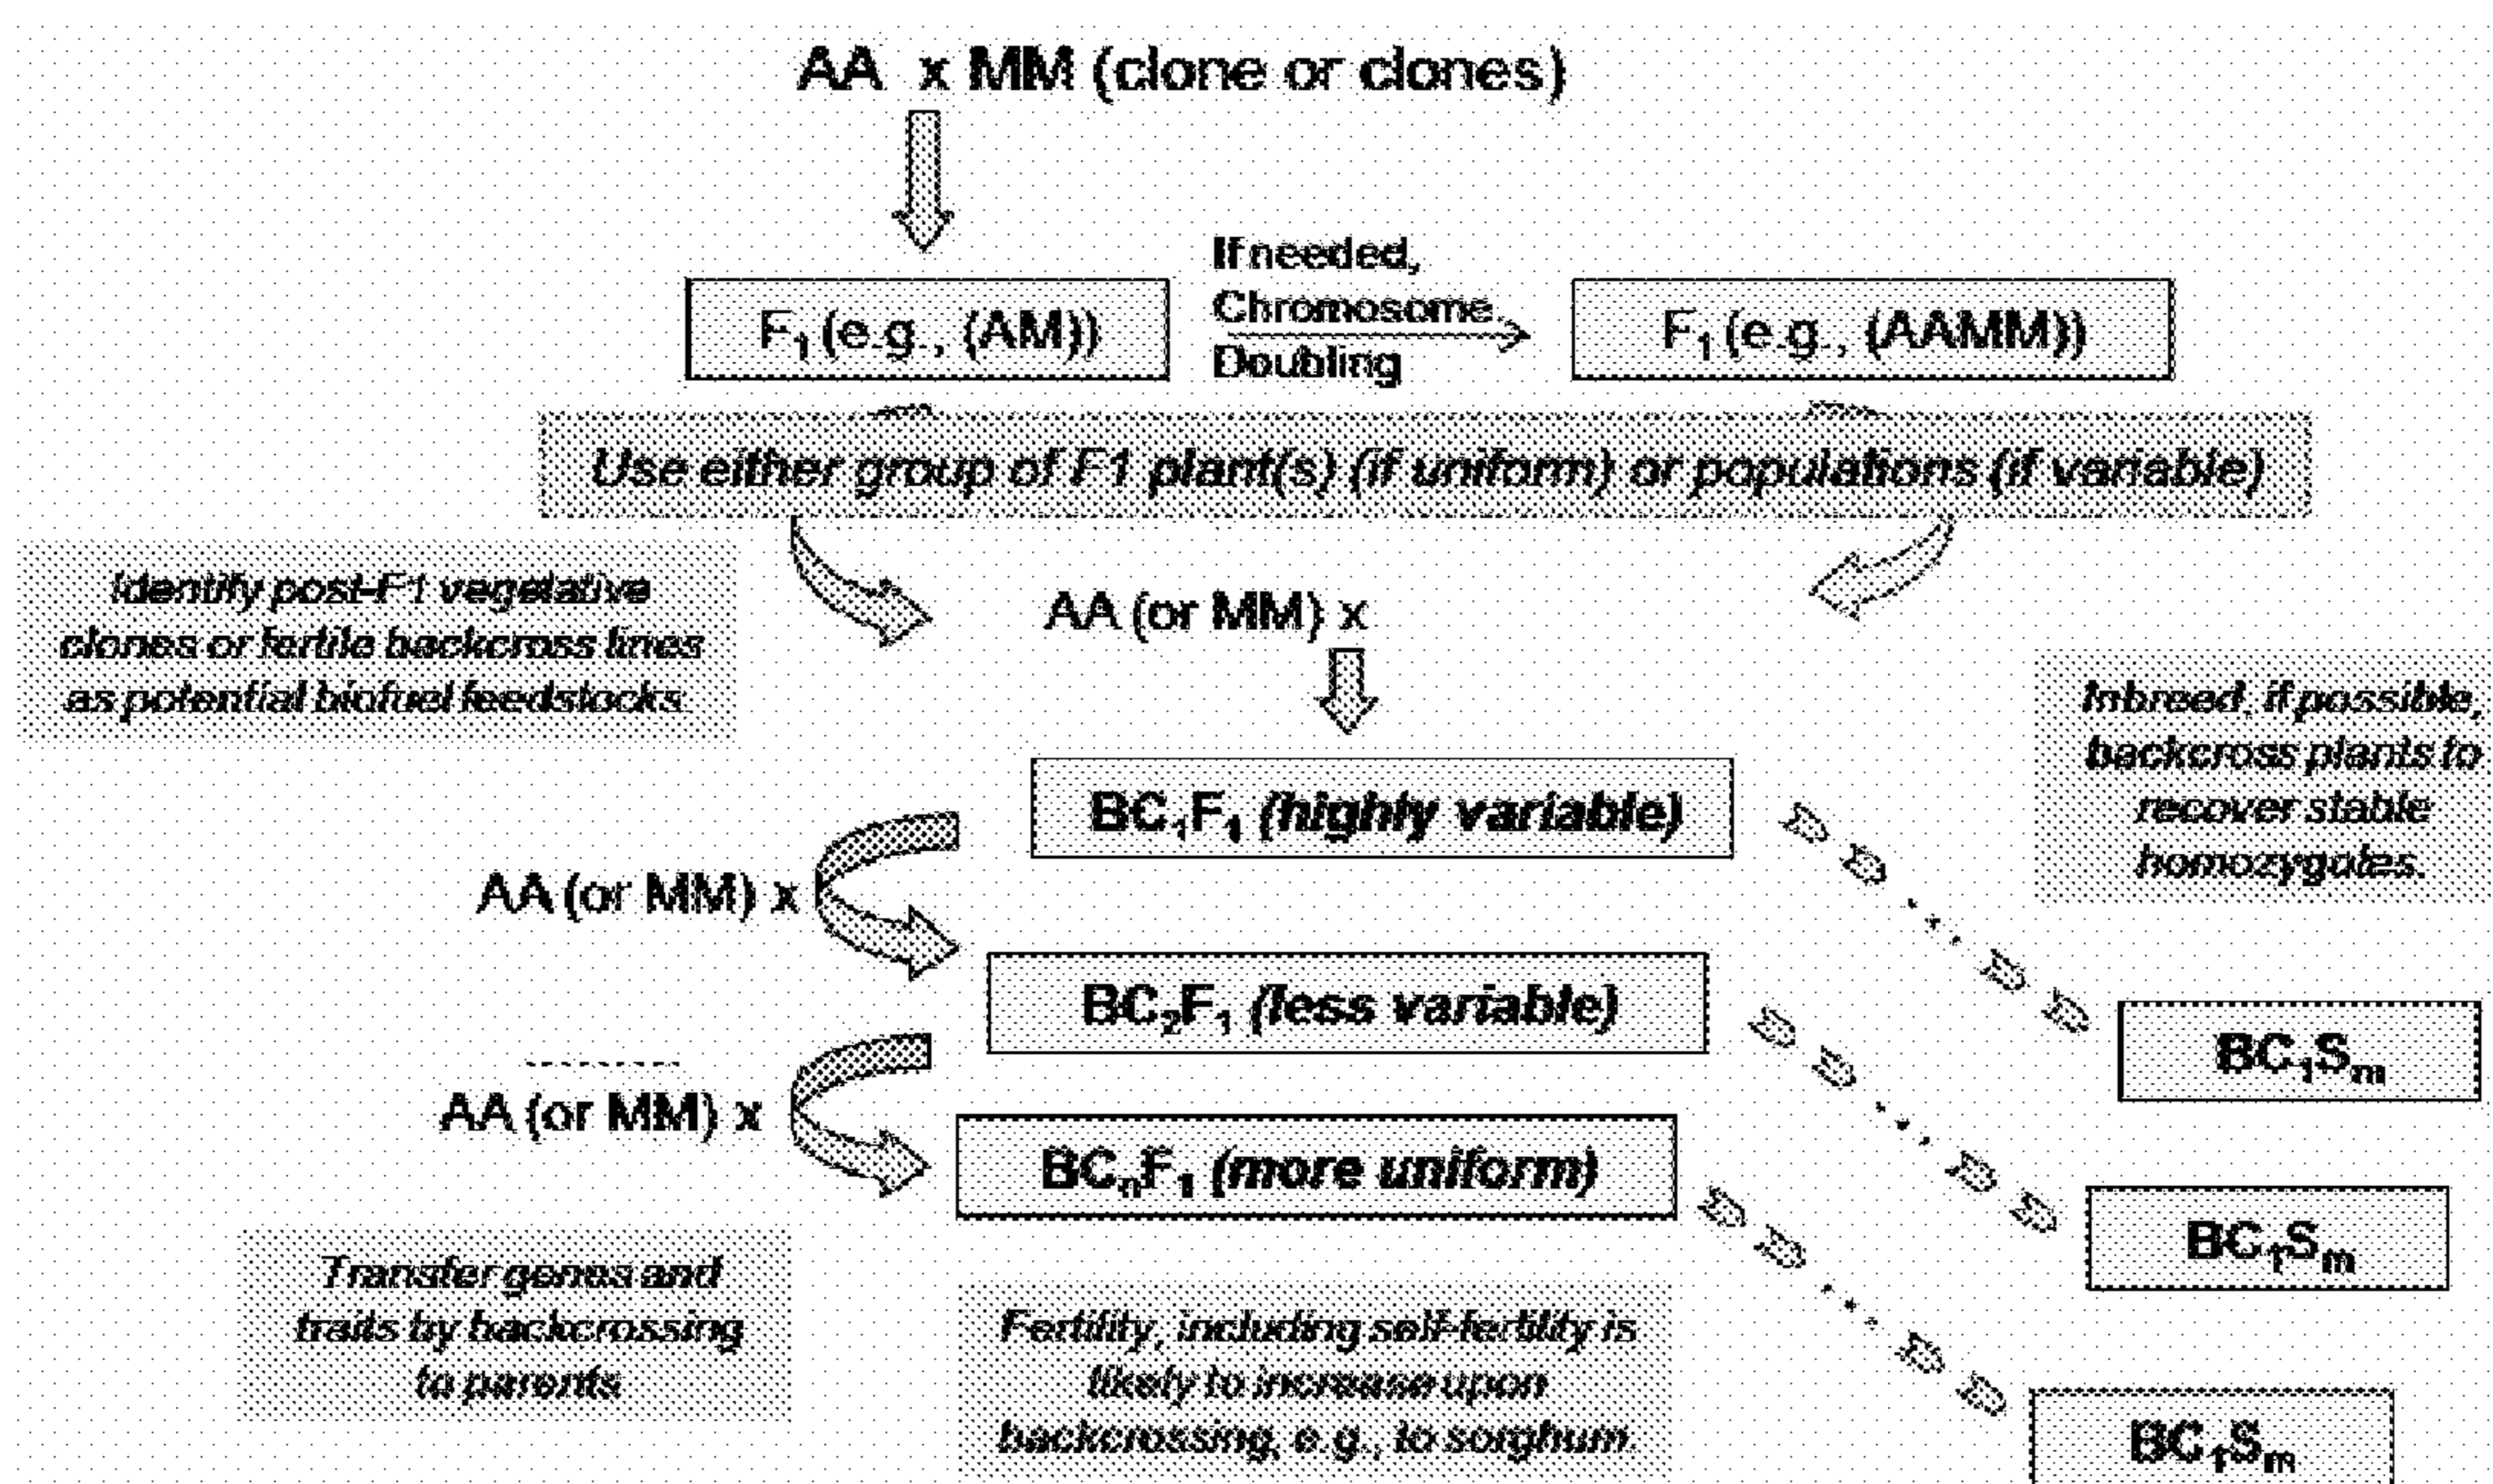 AA x MM (clone or clones)
F₁ (e.g., (AM))
If needed,
Chromosome
Doubling
F₁ (e.g., (AAMM))
Use either group of F1 plant(s) (if uniform) or populations (if variable)
Identify post-F1 vegetative
clones or fertile backcross lines
as potential biofuel feedstocks.
AA (or MM) x
Inbreed, if possible,
backcross plants to
recover stable
homozygotes.
BC₁F₁ (highly variable)
AA (or MM) x
BC₂F₁ (less variable)
BC₁Sₘ
AA (or MM) x
BCₙF₁ (more uniform)
BC₁Sₘ
Transfer genes and
traits by backcrossing
to parents
Fertility, including self-fertility is
likely to increase upon
backcrossing, e.g., to sorghum.
BC₁Sₘ